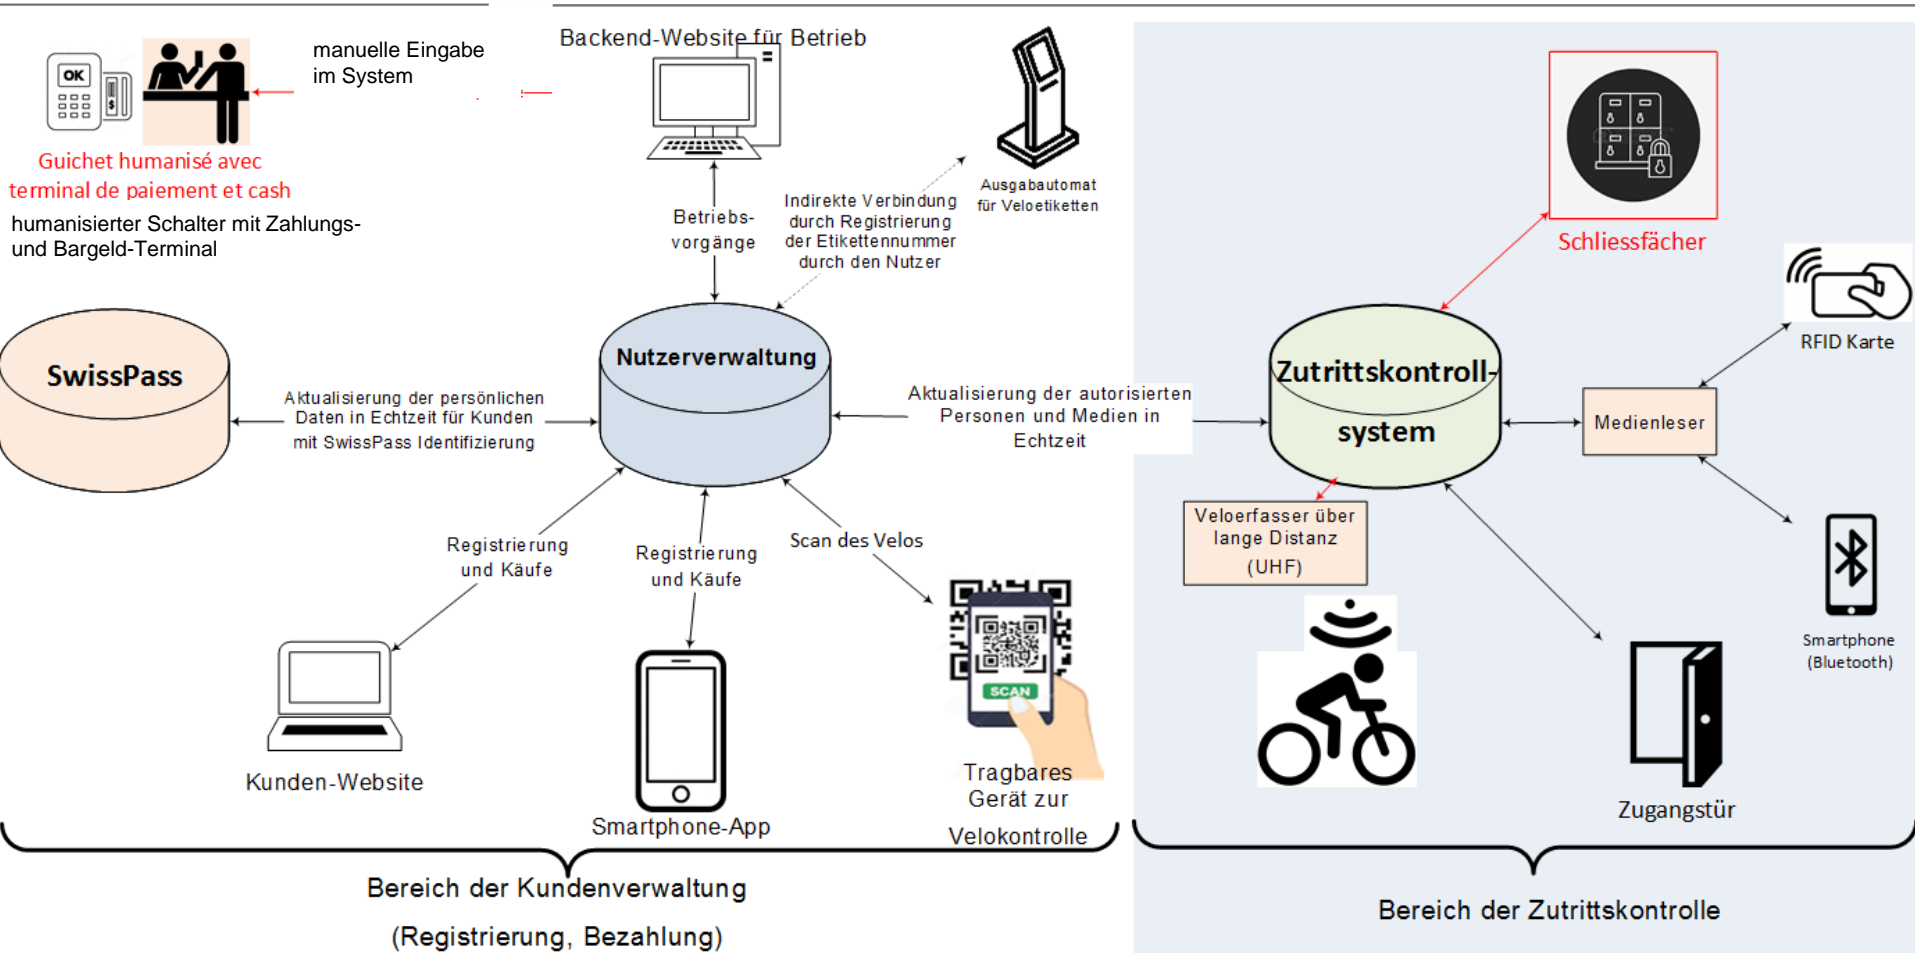 manuelle Eingabe
im System
OK
$
Guichet humanisé avec
terminal de paiement et cash
humanisierter Schalter mit Zahlungs-
und Bargeld-Terminal
Backend-Website für Betrieb
Betriebs-
vorgänge
Indirekte Verbindung
durch Registrierung
der Etikettennummer
durch den Nutzer
Ausgabautomat
für Veloetiketten
SwissPass
Aktualisierung der persönlichen
Daten in Echtzeit für Kunden
mit SwissPass Identifizierung
Nutzerverwaltung
Aktualisierung der autorisierten
Personen und Medien in
Echtzeit
Registrierung
und Käufe
Kunden-Website
Registrierung
und Käufe
Smartphone-App
Scan des Velos
SCAN
Tragbares
Gerät zur
Velokontrolle
Bereich der Kundenverwaltung
(Registrierung, Bezahlung)
Schliessfächer
Zutrittskontroll-
system
RFID Karte
Medienleser
Smartphone
(Bluetooth)
Veloerfasser über
lange Distanz
(UHF)
Zugangstür
Bereich der Zutrittskontrolle